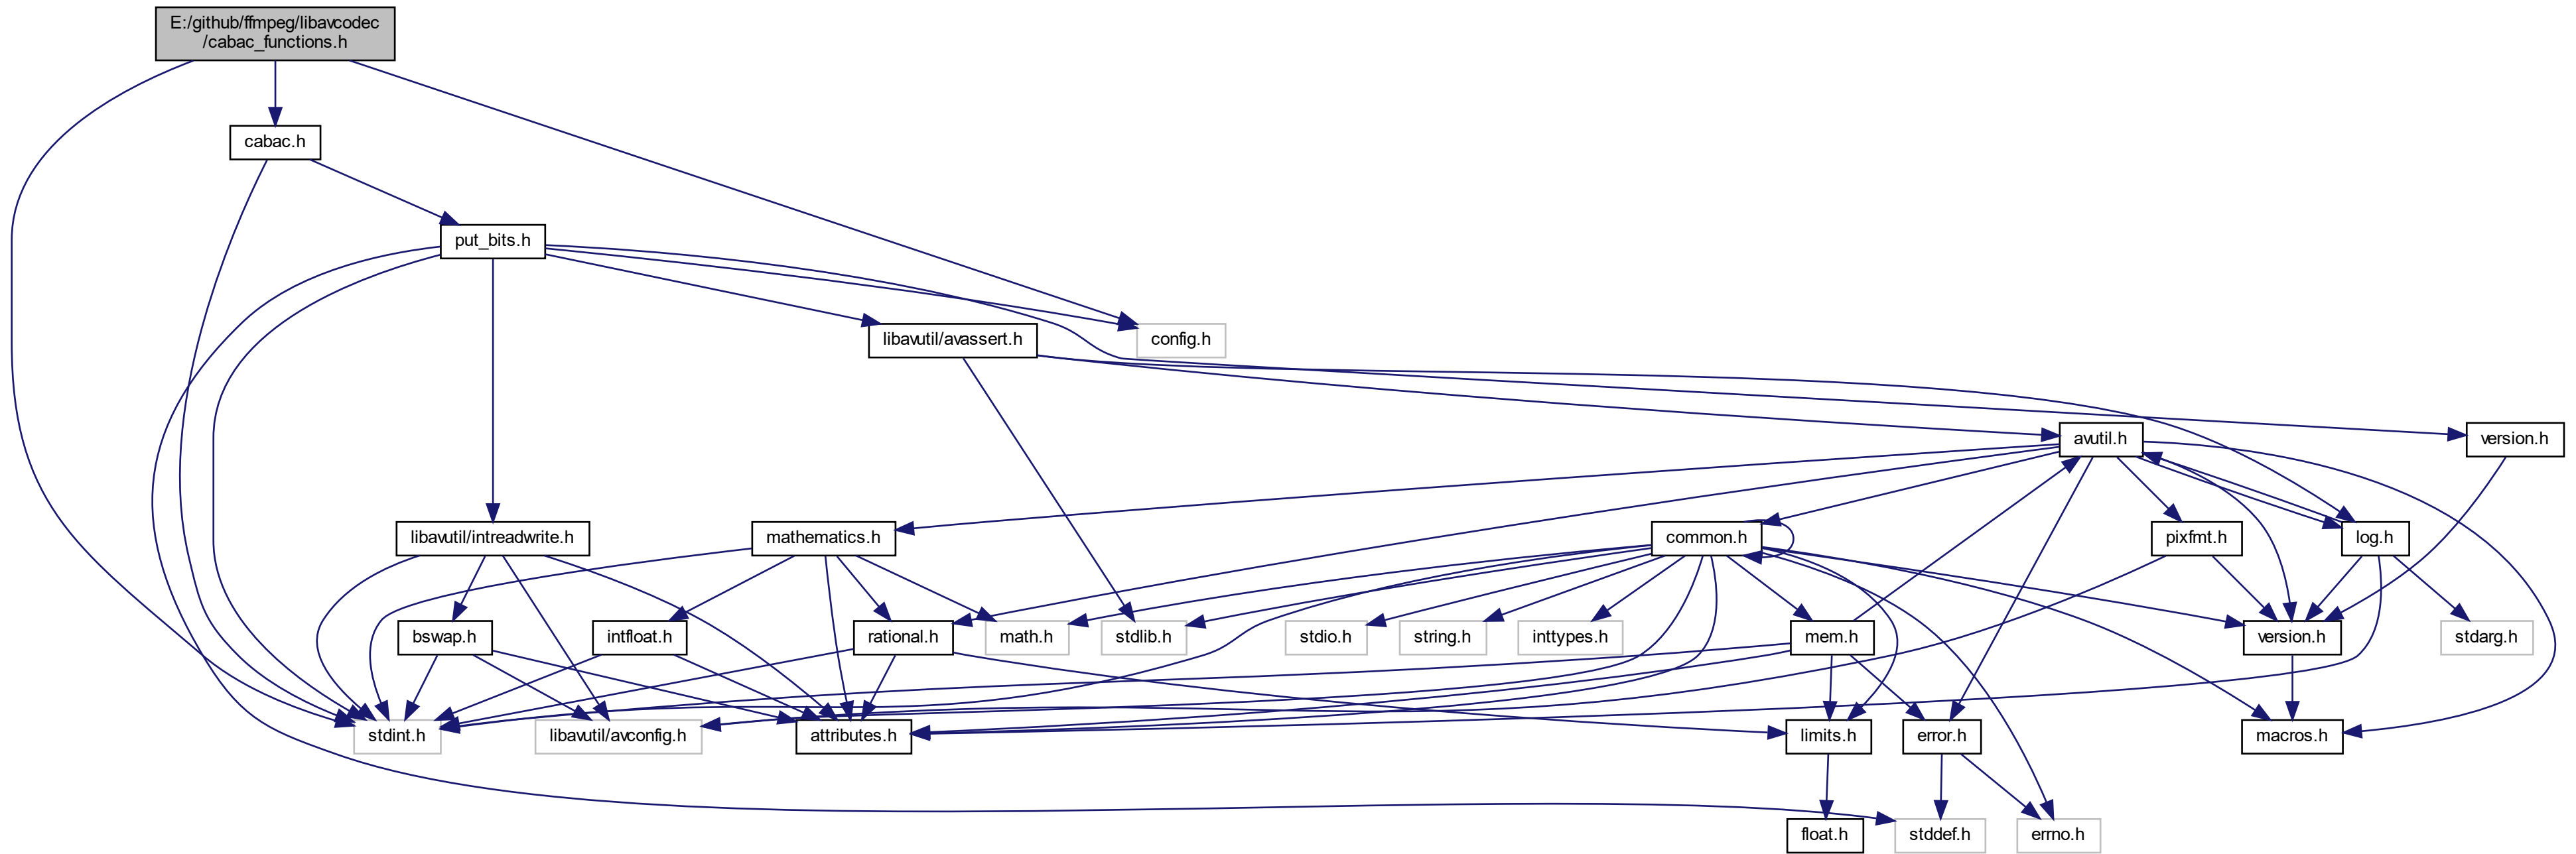 E:/github/ffmpeg/libavcodec
/cabac_functions.h
cabac.h
put_bits.h
libavutil/avassert.h
config.h
avutil.h
version.h
libavutil/intreadwrite.h
mathematics.h
common.h
pixfmt.h
log.h
bswap.h
intfloat.h
rational.h
math.h
stdlib.h
stdio.h
string.h
inttypes.h
mem.h
version.h
stdarg.h
stdint.h
libavutil/avconfig.h
attributes.h
limits.h
error.h
macros.h
float.h
stddef.h
errno.h